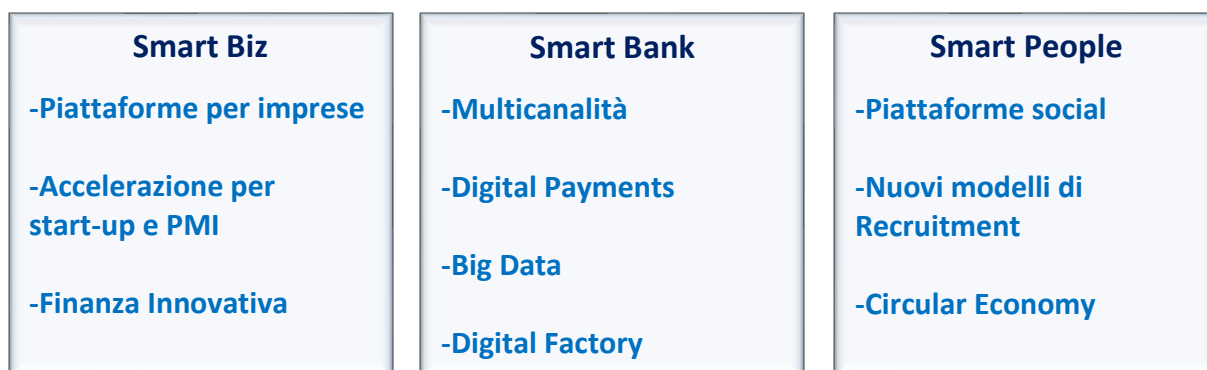 Smart Biz
-Piattaforme per imprese
-Accelerazione per
start-up e PMI
-Finanza Innovativa
Smart Bank
-Multicanalità
-Digital Payments
-Big Data
-Digital Factory
Smart People
-Piattaforme social
-Nuovi modelli di
Recruitment
-Circular Economy